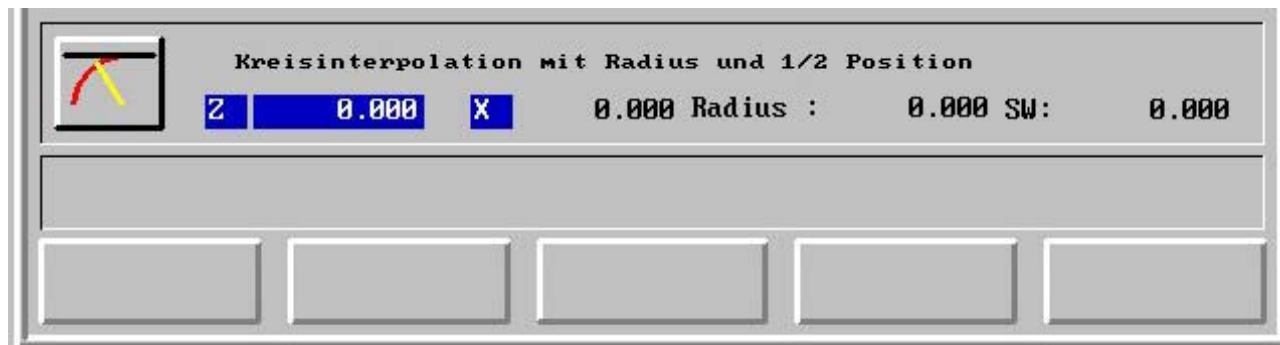 Kreisinterpolation mit Radius und 1/2 Position
Z 0.000 X 0.000 Radius : 0.000 SW: 0.000